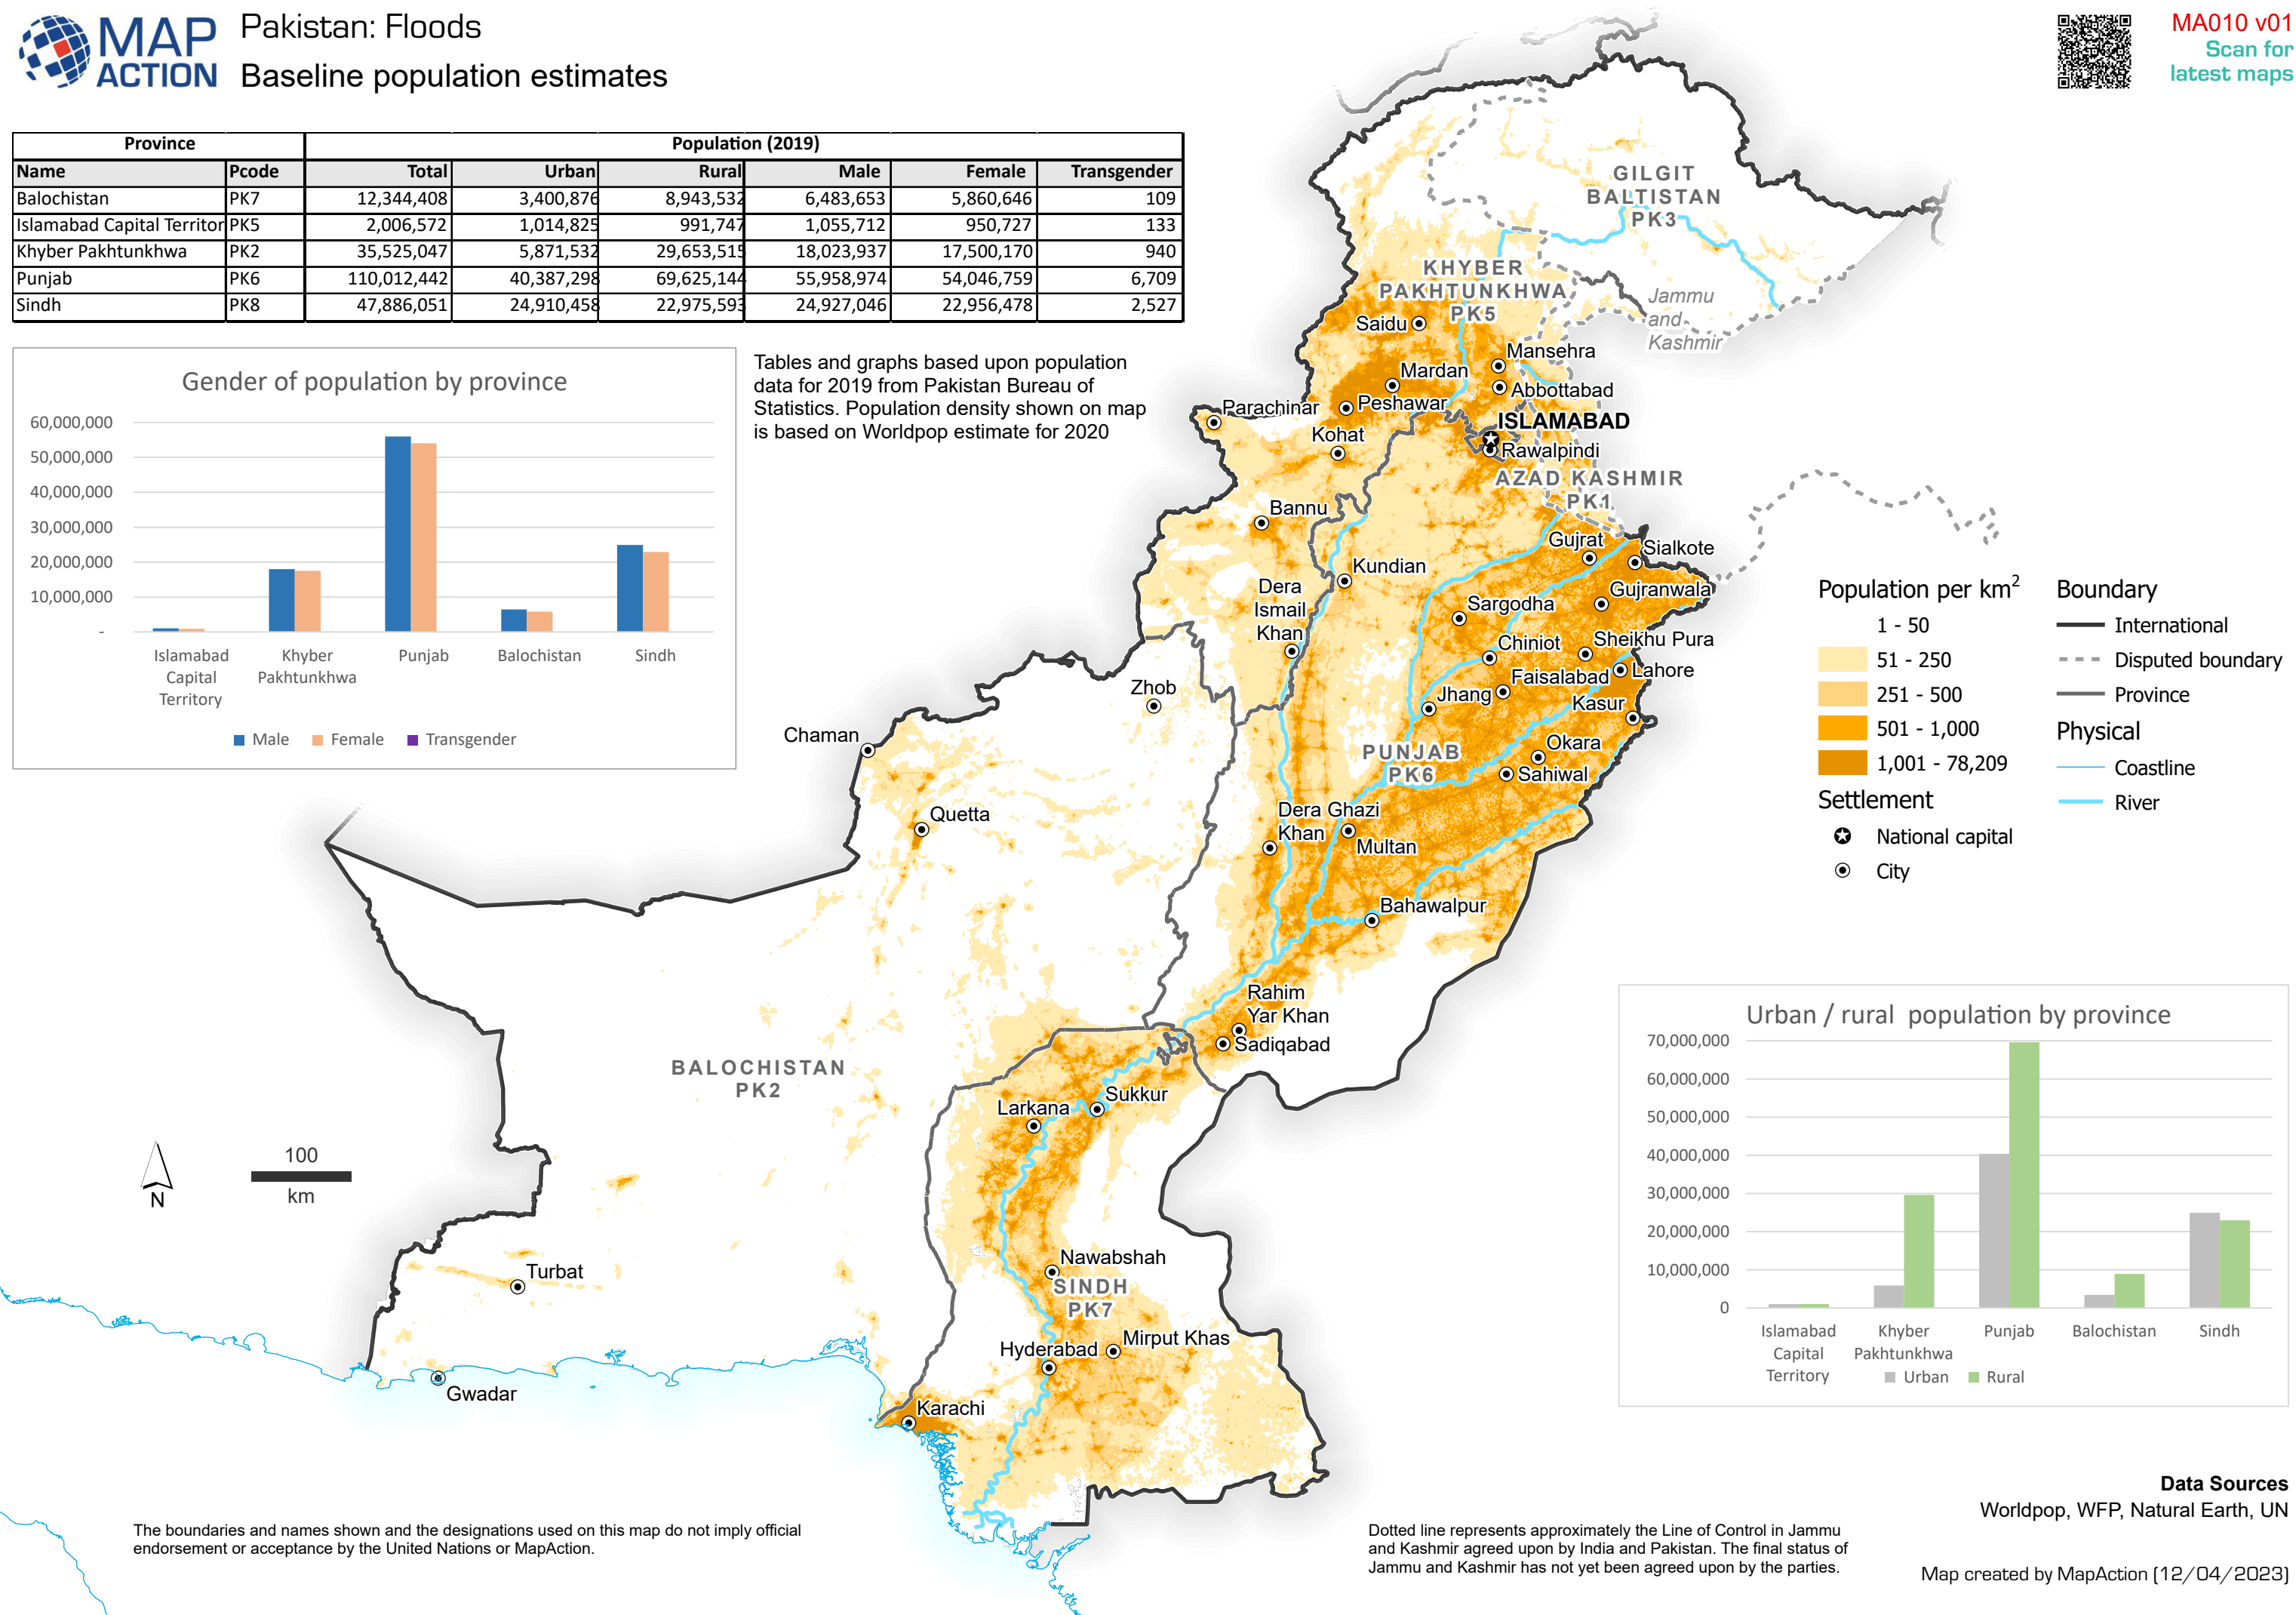 MAP
ACTION
Pakistan: Floods
Baseline population estimates
MA010 v01
Scan for
latest maps
Province Population (2019)
Name Pcode Total Urban Rural Male Female Transgender
Balochistan PK7 12,344,408 3,400,876 8,943,532 6,483,653 5,860,646 109
Islamabad Capital Territor PK5 2,006,572 1,014,825 991,747 1,055,712 950,727 133
Khyber Pakhtunkhwa PK2 35,525,047 5,871,532 29,653,515 18,023,937 17,500,170 940
Punjab PK6 110,012,442 40,387,298 69,625,144 55,958,974 54,046,759 6,709
Sindh PK8 47,886,051 24,910,458 22,975,593 24,927,046 22,956,478 2,527
Gender of population by province
60,000,000
50,000,000
40,000,000
30,000,000
20,000,000
10,000,000
-
Islamabad
Capital
Territory
Khyber
Pakhtunkhwa
Punjab
Balochistan
Sindh
Male Female Transgender
Tables and graphs based upon population
data for 2019 from Pakistan Bureau of
Statistics. Population density shown on map
is based on Worldpop estimate for 2020
GILGIT
BALTISTAN
PK3
KHYBER
PAKHTUNKHWA
PK5
Jammu
and
Kashmir
Saidu
Mansehra
Mardan
Abbottabad
Parachinar
Peshawar
ISLAMABAD
Kohat
Rawalpindi
AZAD KASHMIR
PK1
Bannu
Gujrat
Sialkote
Kundian
Dera
Ismail
Khan
Gujranwala
Sargodha
Chiniot
Sheikhu Pura
Faisalabad
Lahore
Jhang
Kasur
Zhob
Chaman
PUNJAB
PK6
Okara
Sahiwal
Quetta
Dera Ghazi
Khan
Multan
Bahawalpur
Rahim
Yar Khan
Sadiqabad
BALOCHISTAN
PK2
Sukkur
Larkana
Nawabshah
SINDH
PK7
Turbat
Mirput Khas
Hyderabad
Gwadar
Karachi
100
km
N
Population per km2
1 - 50
51 - 250
251 - 500
501 - 1,000
1,001 - 78,209
Settlement
National capital
City
Boundary
International
Disputed boundary
Province
Physical
Coastline
River
Urban / rural population by province
70,000,000
60,000,000
50,000,000
40,000,000
30,000,000
20,000,000
10,000,000
0
Islamabad
Capital
Territory
Khyber
Pakhtunkhwa
Punjab
Balochistan
Sindh
Urban Rural
The boundaries and names shown and the designations used on this map do not imply official
endorsement or acceptance by the United Nations or MapAction.
Dotted line represents approximately the Line of Control in Jammu
and Kashmir agreed upon by India and Pakistan. The final status of
Jammu and Kashmir has not yet been agreed upon by the parties.
Data Sources
Worldpop, WFP, Natural Earth, UN
Map created by MapAction (12/04/2023)